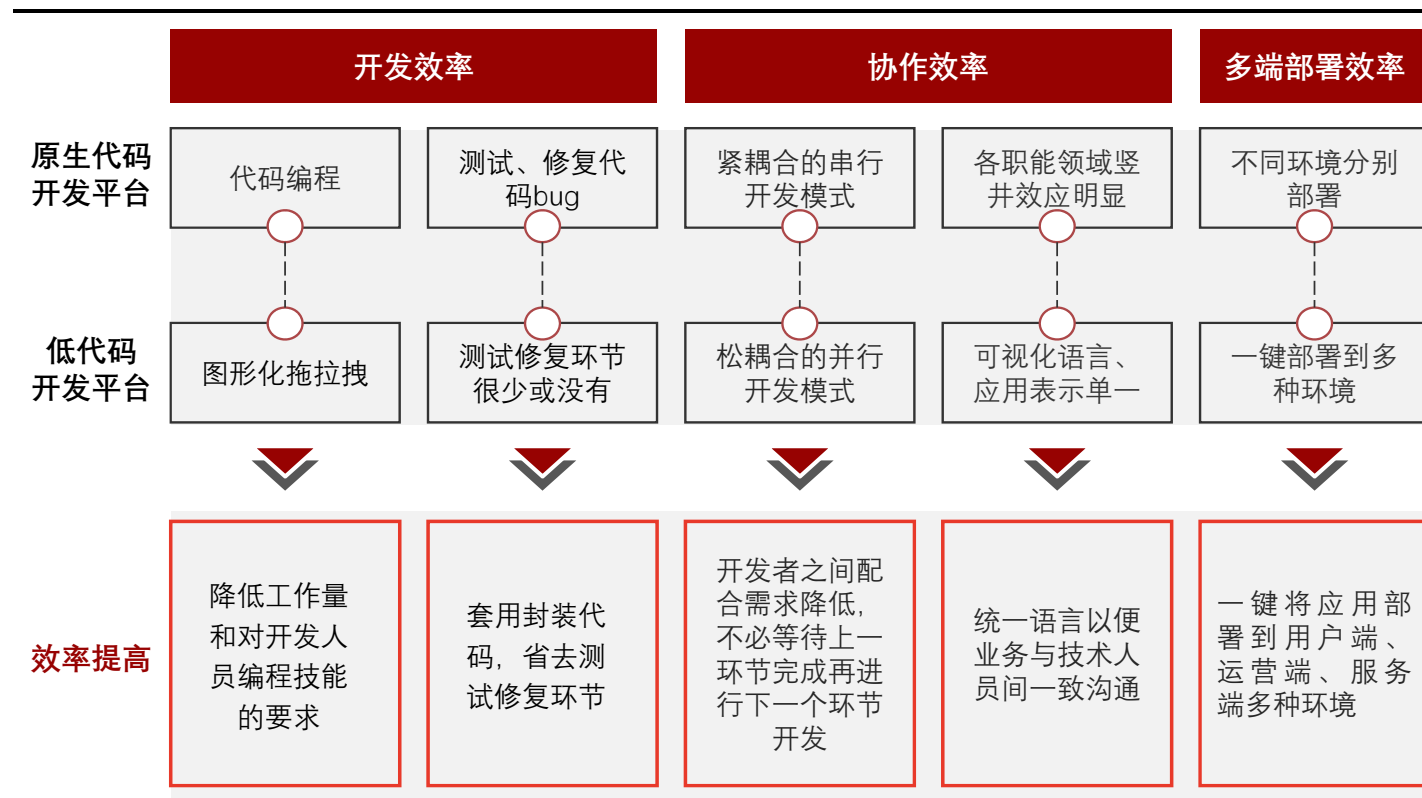 开发效率
协作效率
多端部署效率
原生代码
开发平台
代码编程
测试、修复代
码bug
紧耦合的串行
开发模式
各职能领域竖
井效应明显
不同环境分别
部署
低代码
开发平台
图形化拖拉拽
测试修复环节
很少或没有
松耦合的并行
开发模式
可视化语言、
应用表示单一
一键部署到多
种环境
效率提高
降低工作量
和对开发人
员编程技能
的要求
套用封装代
码，省去测
试修复环节
开发者之间配
合需求降低,
不必等待上一
环节完成再进
行下一个环节
开发
统一语言以便
业务与技术人
员间一致沟通
一键将应用部
署到用户端、
运营端、服务
端多种环境